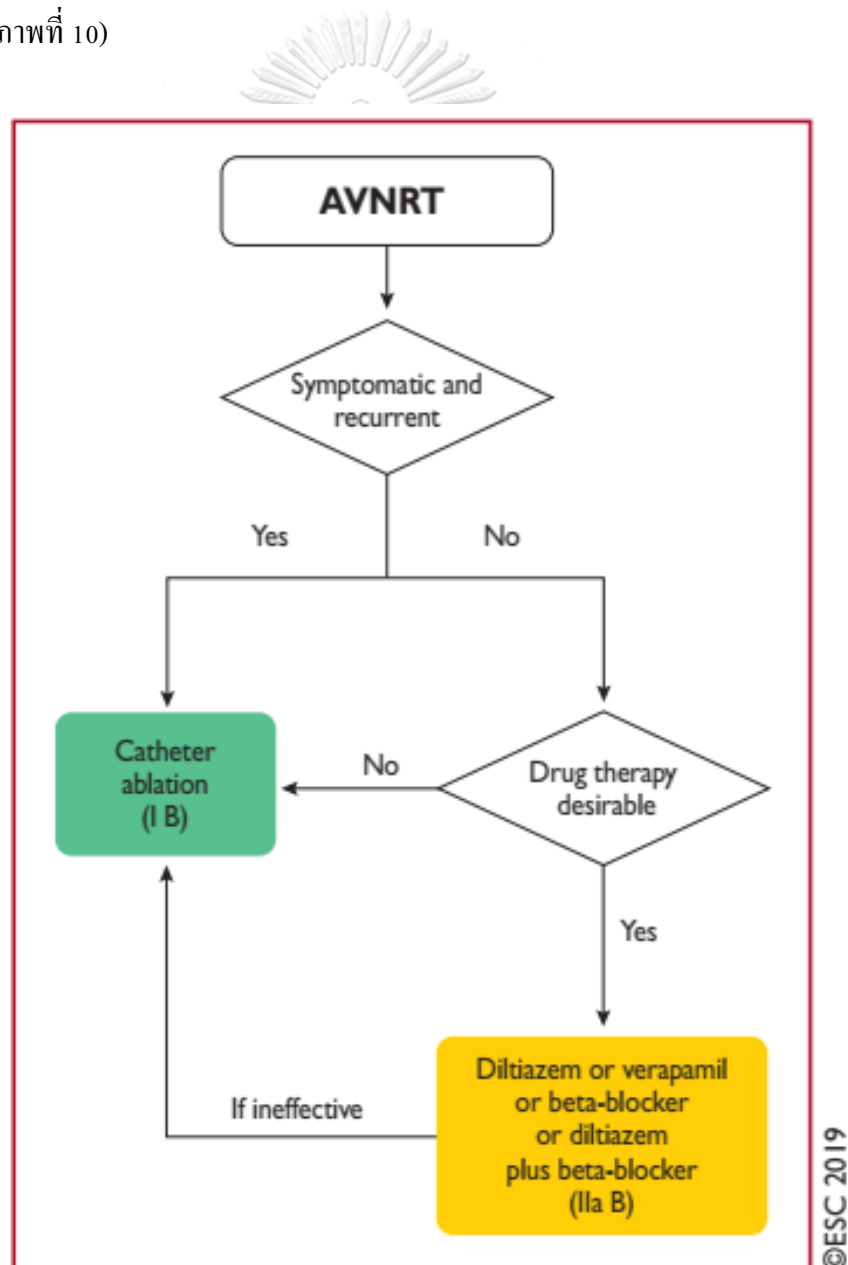 ภาพที่ 10)
AVNRT
Symptomatic and
recurrent
Yes
No
Catheter
ablation
(I B)
No
Drug therapy
desirable
Yes
If ineffective
Diltiazem or verapamil
or beta-blocker
or diltiazem
plus beta-blocker
(IIa B)
©ESC 2019